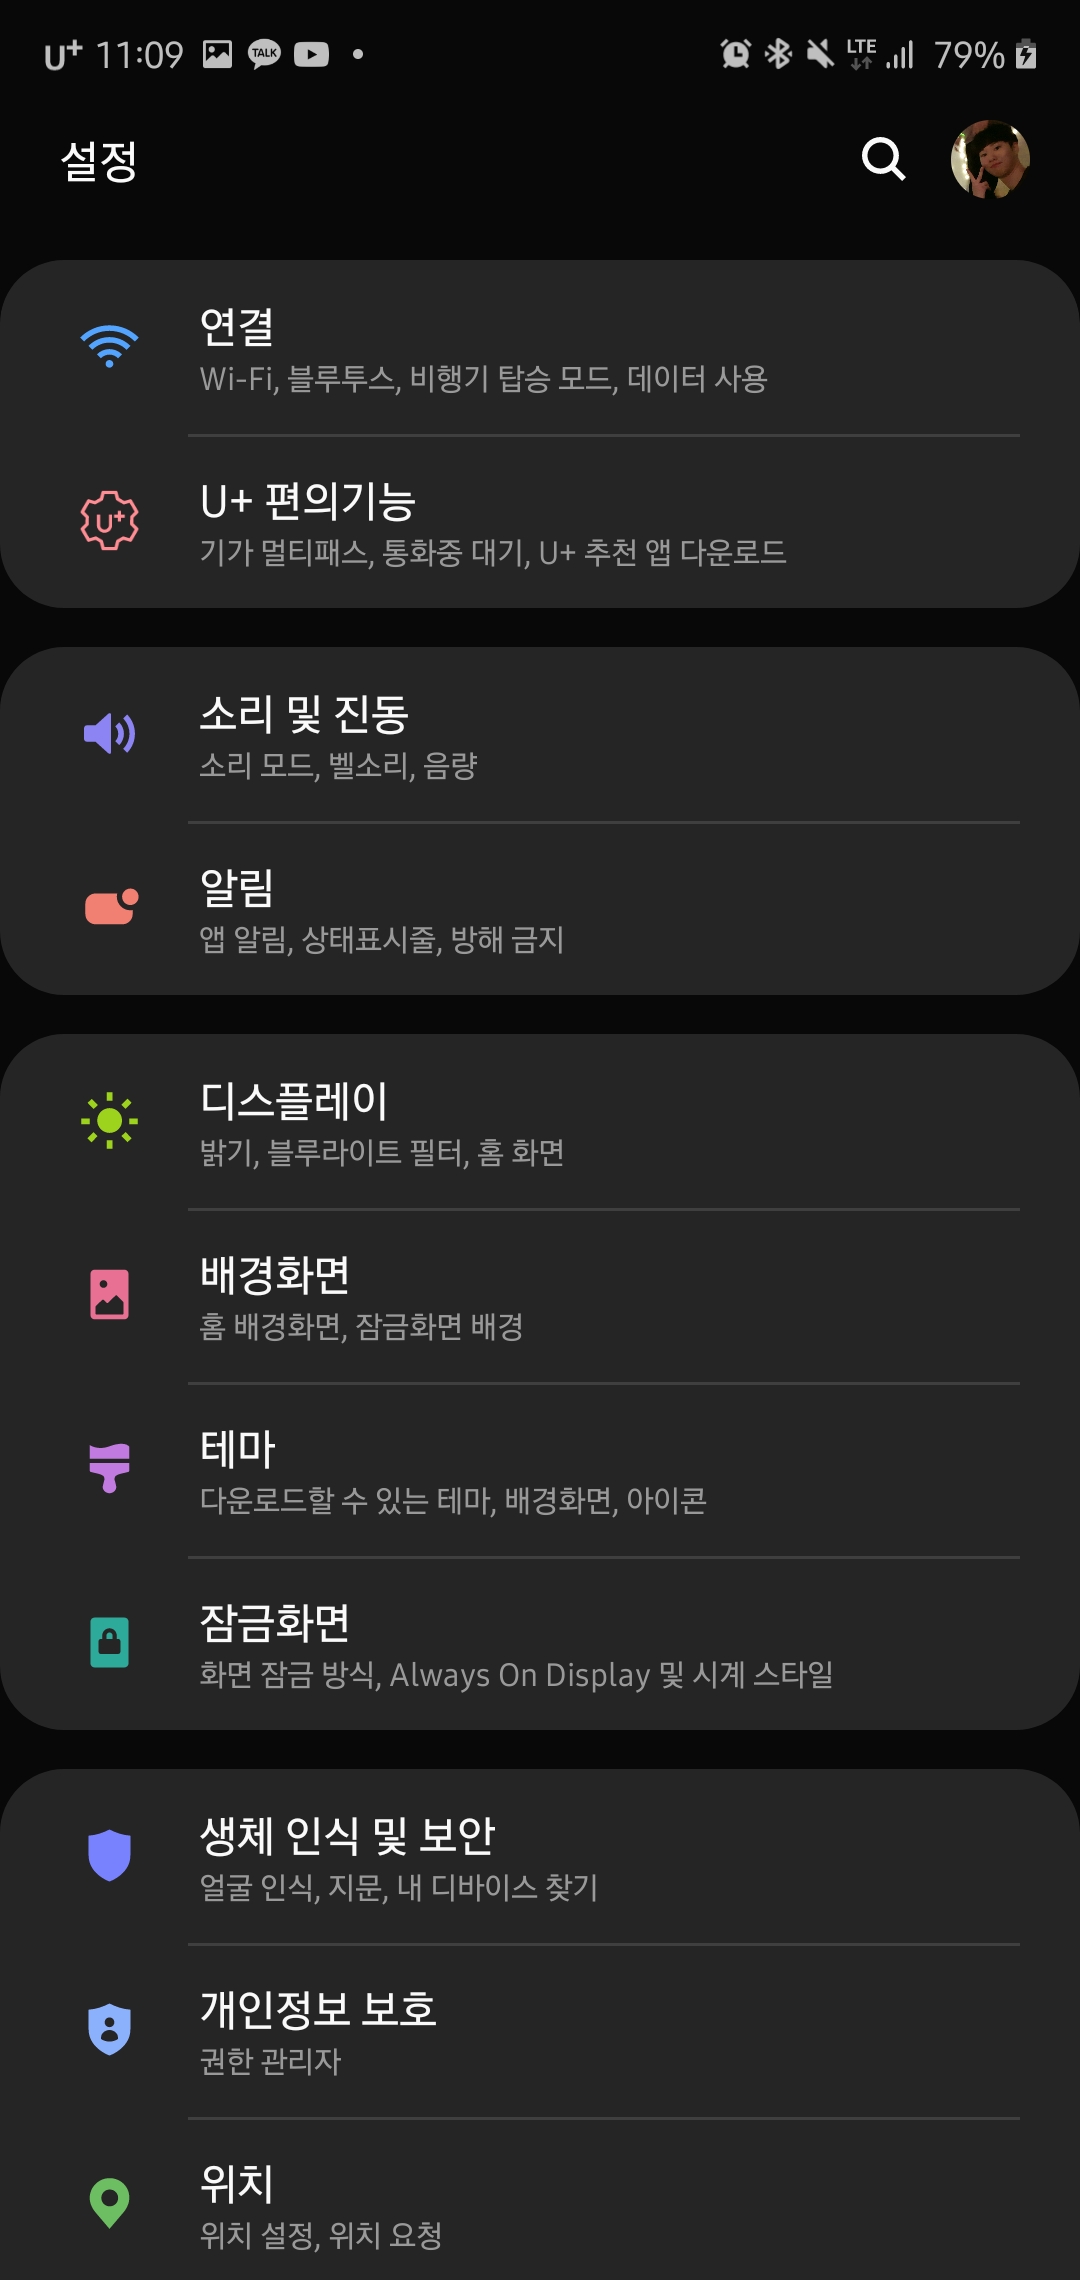 U+ 11:09 TALK LTE 79%
설정
연결
Wi-Fi, 블루투스, 비행기 탑승 모드, 데이터 사용
U+
U+ 편의기능
기가 멀티패스, 통화중 대기, U+ 추천 앱 다운로드
소리 및 진동
소리 모드, 벨소리, 음량
알림
앱 알림, 상태표시줄, 방해 금지
디스플레이
밝기, 블루라이트 필터, 홈 화면
배경화면
홈 배경화면, 잠금화면 배경
테마
다운로드할 수 있는 테마, 배경화면, 아이콘
잠금화면
화면 잠금 방식, Always On Display 및 시계 스타일
생체 인식 및 보안
얼굴 인식, 지문, 내 디바이스 찾기
개인정보 보호
권한 관리자
위치
위치 설정, 위치 요청